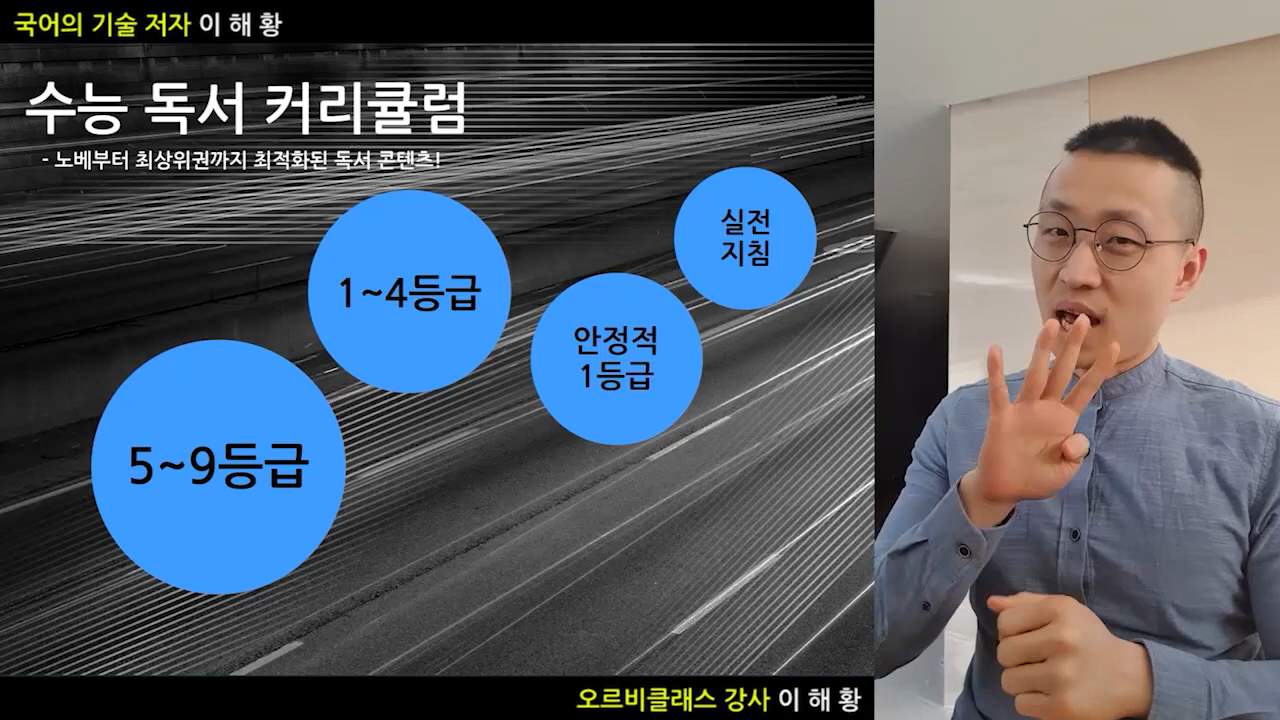 국어의 기술 저자 이 해 황
수능 독서 커리큘럼
- 노베부터 최상위권까지 최적화된 독서 콘텐츠!
5~9등급
1~4등급
안정적
1등급
실전
지침
오르비클래스 강사 이 해 황